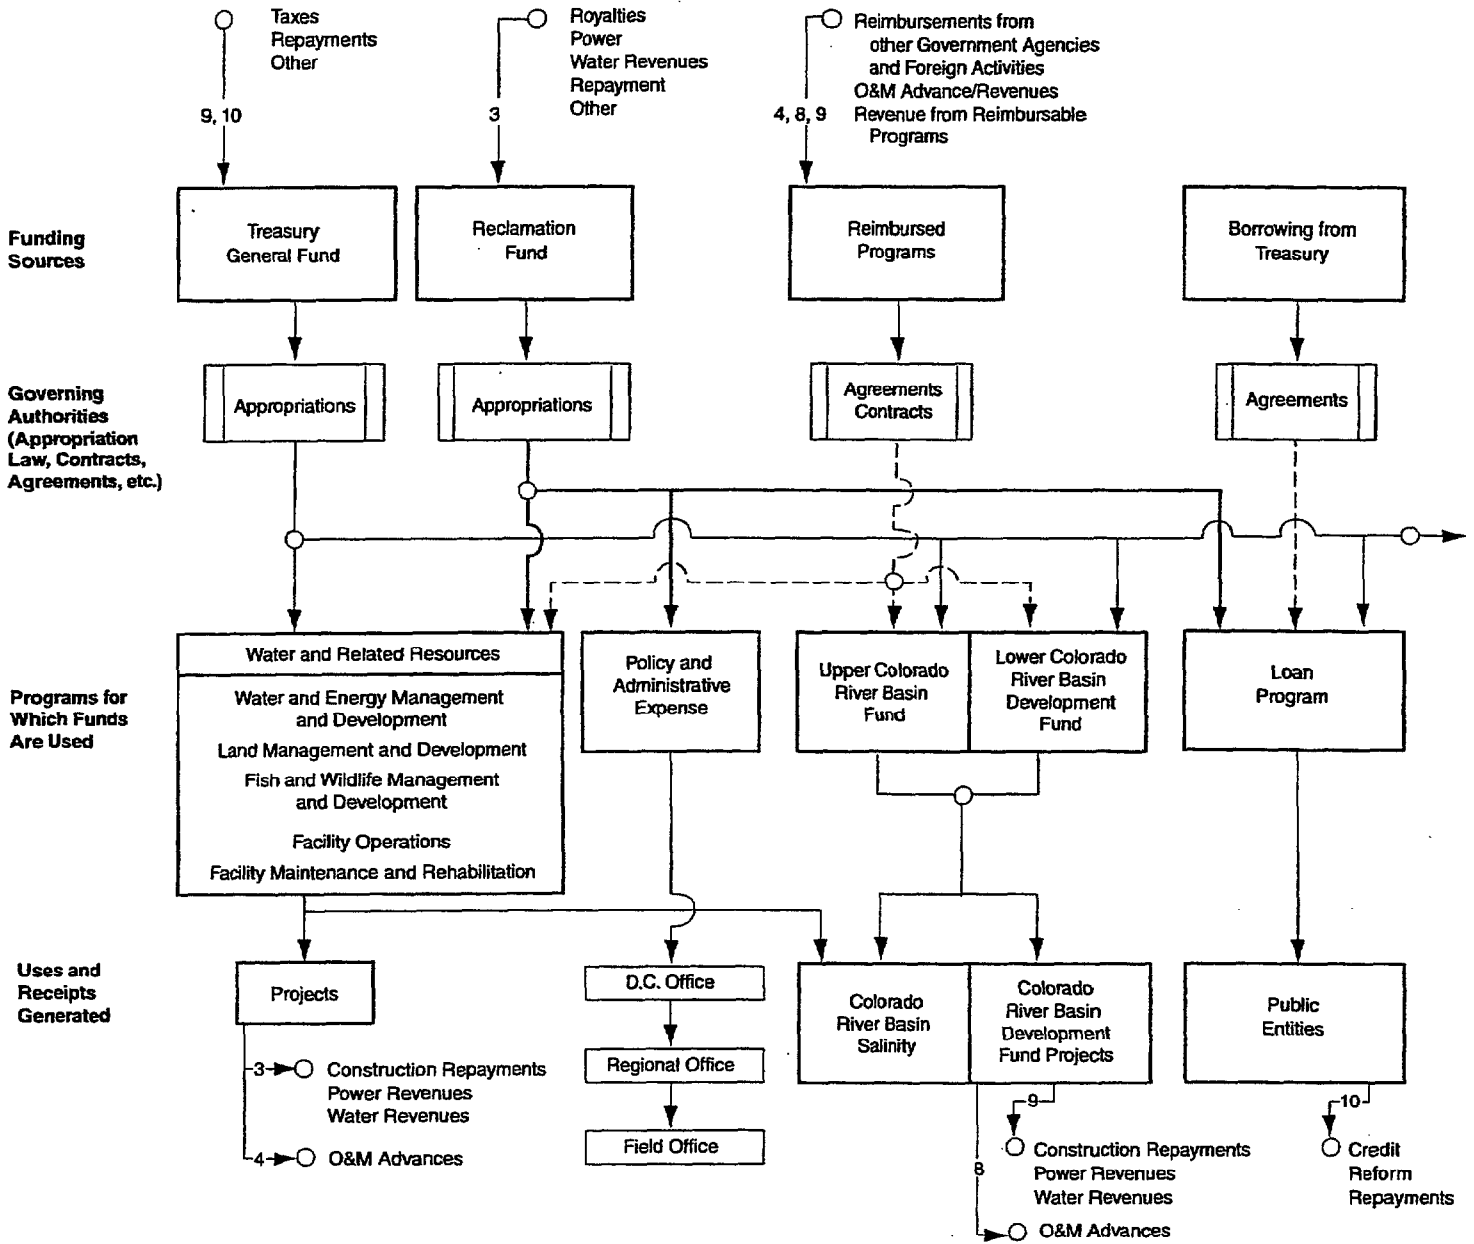 Taxes
Repayments
Other
9, 10
Royalties
Power
Water Revenues
Repayment
Other
3
Reimbursements from
other Government Agencies
and Foreign Activities
O&M Advance/Revenues
Revenue from Reimbursable
Programs
4, 8, 9
Funding
Sources
Treasury
General Fund
Reclamation
Fund
Reimbursed
Programs
Borrowing from
Treasury
Governing
Authorities
(Appropriation
Law, Contracts,
Agreements, etc.)
Appropriations
Appropriations
Agreements
Contracts
Agreements
Programs for
Which Funds
Are Used
Water and Related Resources
Water and Energy Management
and Development
Land Management and Development
Fish and Wildlife Management
and Development
Facility Operations
Facility Maintenance and Rehabilitation
Policy and
Administrative
Expense
Upper Colorado
River Basin
Fund
Lower Colorado
River Basin
Development
Fund
Loan
Program
Uses and
Receipts
Generated
Projects
3
Construction Repayments
Power Revenues
Water Revenues
4
O&M Advances
D.C. Office
Regional Office
Field Office
Colorado
River Basin
Salinity
Colorado
River Basin
Development
Fund Projects
9
Construction Repayments
Power Revenues
Water Revenues
8
O&M Advances
Public
Entities
10
Credit
Reform
Repayments